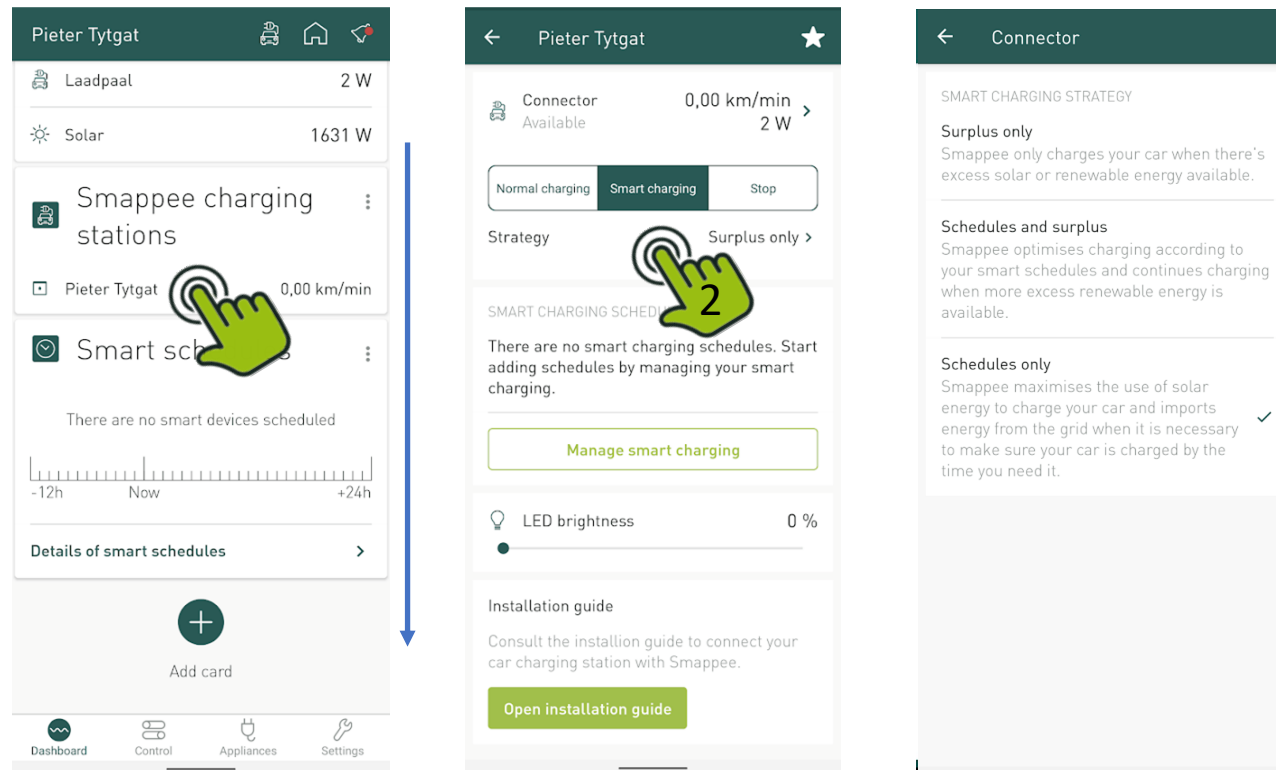 Pieter Tytgat
Laadpaal 2 W
Solar 1631 W
Smappee charging
stations
Pieter Tytgat 0,00 km/min
Smart sch
There are no smart devices scheduled
-12h Now +24h
Details of smart schedules
Add card
Dashboard Control Appliances Settings
Pieter Tytgat
Connector 0,00 km/min
Available 2 W
Normal charging Smart charging Stop
Strategy Surplus only
2
SMART CHARGING SCHED
There are no smart charging schedules. Start
adding schedules by managing your smart
charging.
Manage smart charging
LED brightness 0 %
Installation guide
Consult the installion guide to connect your
car charging station with Smappee.
Open installation guide
Connector
SMART CHARGING STRATEGY
Surplus only
Smappee only charges your car when there's
excess solar or renewable energy available.
Schedules and surplus
Smappee optimises charging according to
your smart schedules and continues charging
when more excess renewable energy is
available.
Schedules only
Smappee maximises the use of solar
energy to charge your car and imports
energy from the grid when it is necessary
to make sure your car is charged by the
time you need it.